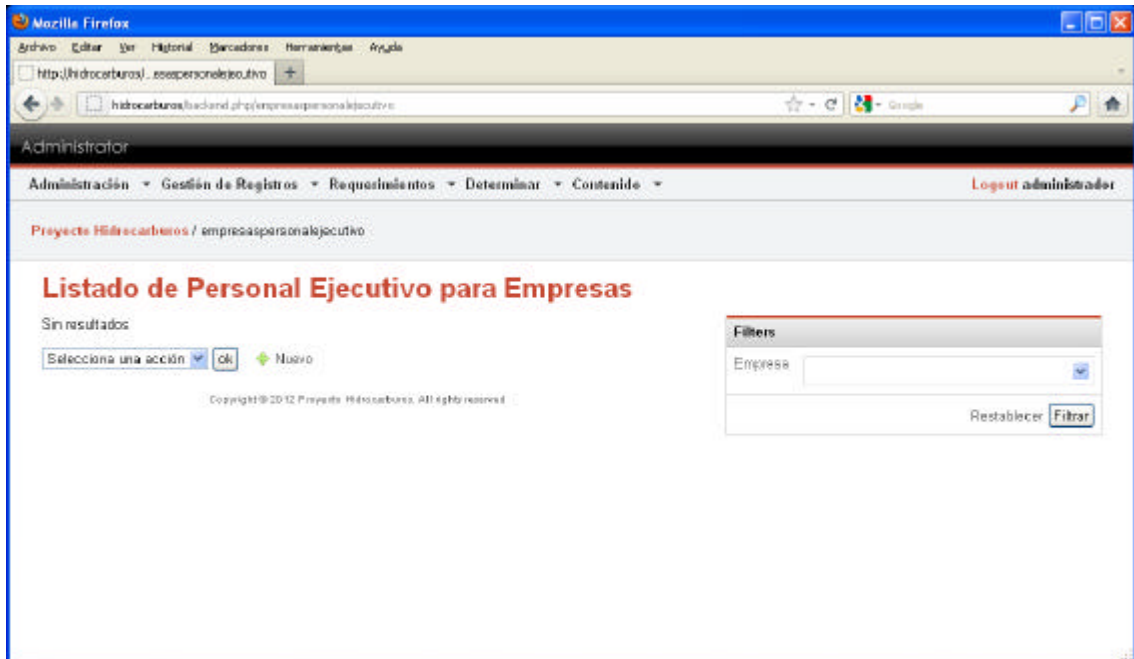 Mozilla Firefox
Archivo Editar Ver Historial Marcadores Herramientas Ayuda
http://hidrocarburos/...esaspersonalejecutivo +
hidrocarburos/backend.php/empresaspersonalejecutivo Google
Administrator
Administración Gestión de Registros Requerimientos Determinar Contenido Logout administrador
Proyecto Hidrocarburos / empresaspersonalejecutivo
Listado de Personal Ejecutivo para Empresas
Sin resultados
Selecciona una acción ok Nuevo
Copyright © 2012 Proyecto Hidrocarburos. All rights reserved
Filters
Empresa
Restablecer Filtrar